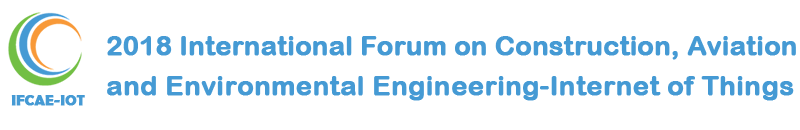 2018 International Forum on Construction, Aviation
and Environmental Engineering-Internet of Things
IFCAE-IOT